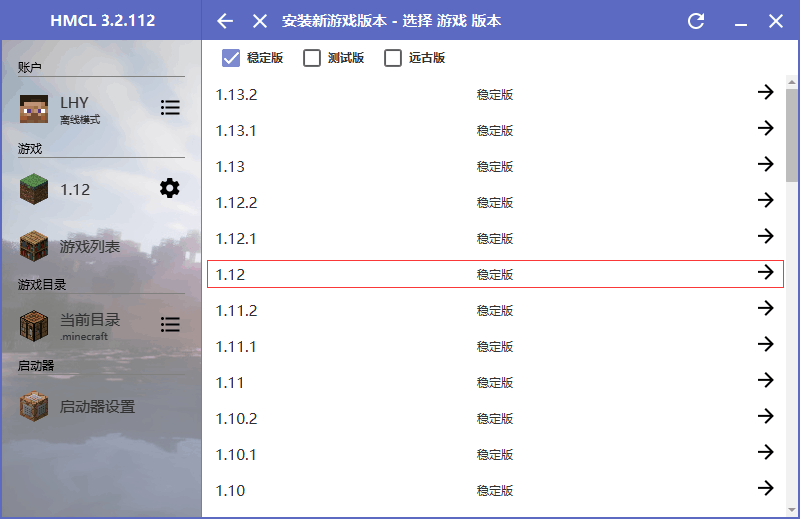 HMCL 3.2.112
安装新游戏版本 - 选择 游戏 版本
账户
LHY
离线模式
游戏
1.12
游戏列表
游戏目录
当前目录
.minecraft
启动器
启动器设置
稳定版 测试版 远古版
1.13.2 稳定版
1.13.1 稳定版
1.13 稳定版
1.12.2 稳定版
1.12.1 稳定版
1.12 稳定版
1.11.2 稳定版
1.11.1 稳定版
1.11 稳定版
1.10.2 稳定版
1.10.1 稳定版
1.10 稳定版